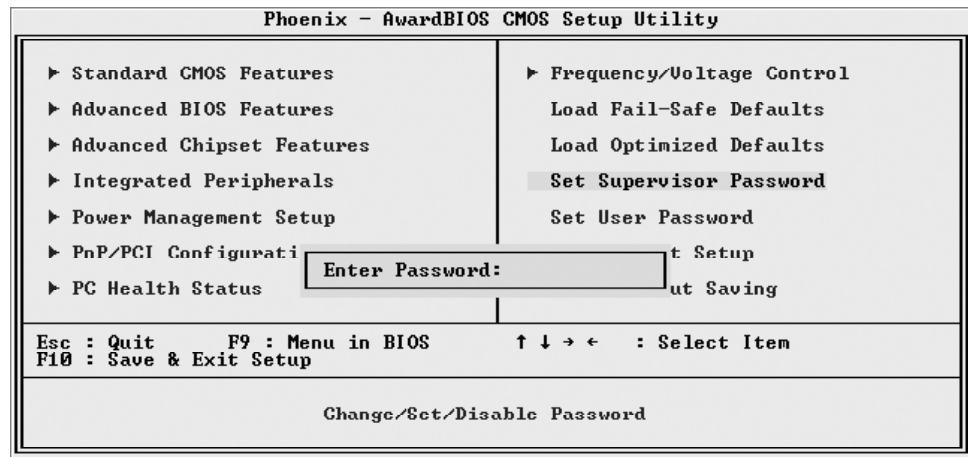 Phoenix - AwardBIOS CMOS Setup Utility
▶ Standard CMOS Features
▶ Advanced BIOS Features
▶ Advanced Chipset Features
▶ Integrated Peripherals
▶ Power Management Setup
▶ PnP/PCI Configurati
▶ PC Health Status
▶ Frequency/Voltage Control
Load Fail-Safe Defaults
Load Optimized Defaults
Set Supervisor Password
Set User Password
t Setup
ut Saving
Enter Password:
Esc : Quit F9 : Menu in BIOS ↑ ↓ → ← : Select Item
F10 : Save & Exit Setup
Change/Set/Disable Password